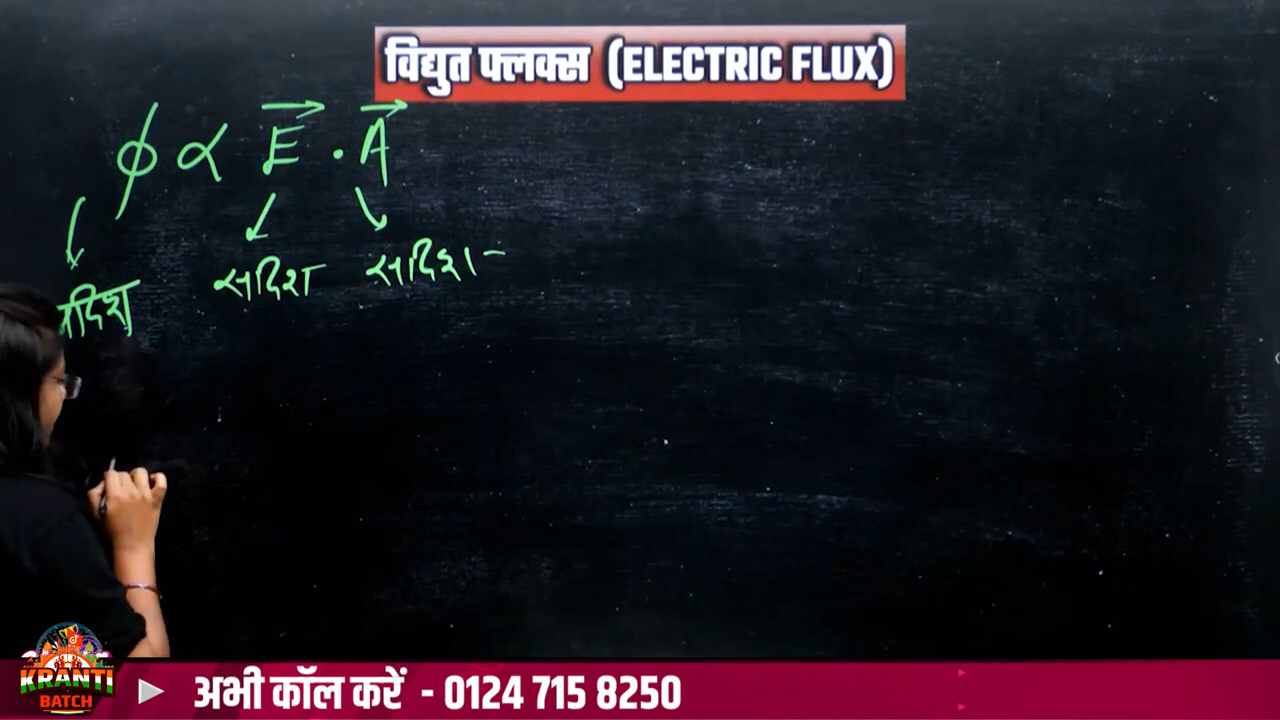 विद्युत फ्लक्स (ELECTRIC FLUX)
ϕ ∝ E⃗ . A⃗
सदिश सदिश
KRANTI
BATCH
अभी कॉल करें - 0124 715 8250